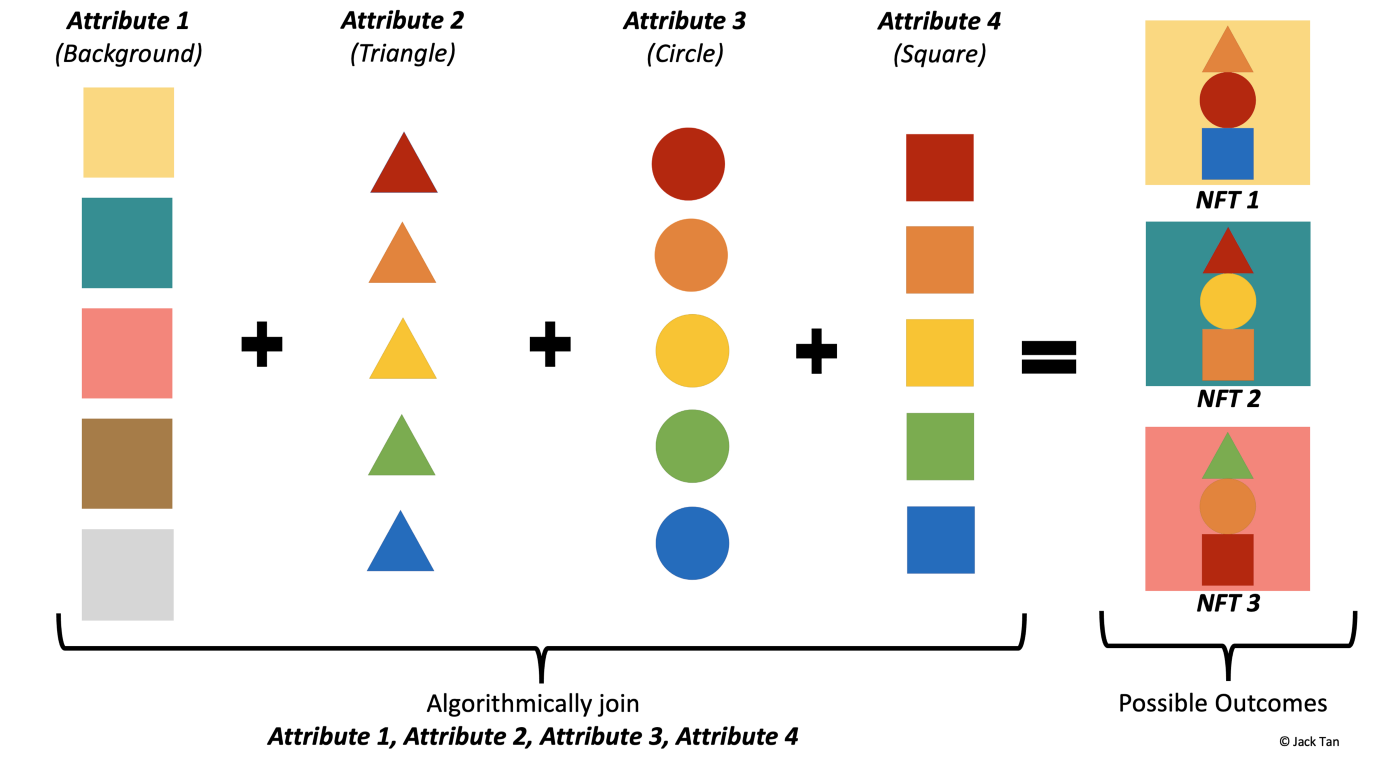 Attribute 1
(Background)
Attribute 2
(Triangle)
Attribute 3
(Circle)
Attribute 4
(Square)
NFT 1
NFT 2
NFT 3
Algorithmically join
Attribute 1, Attribute 2, Attribute 3, Attribute 4
Possible Outcomes
© Jack Tan